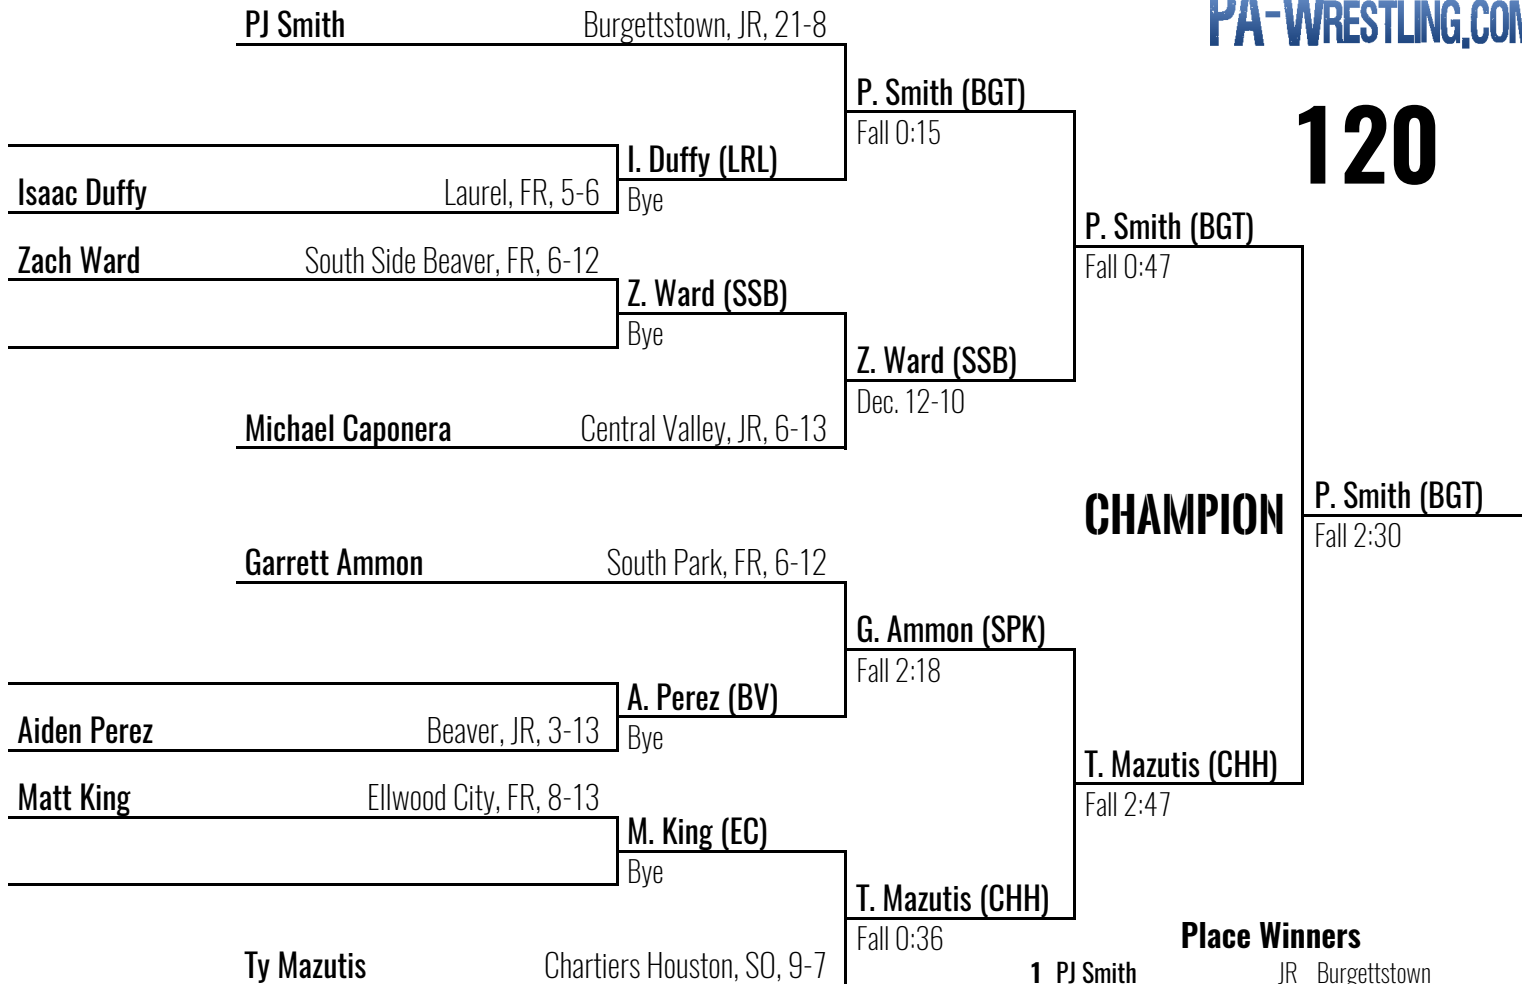 PJ Smith Burgettstown, JR, 21-8
PA-WRESTLING.COM
P. Smith (BGT)
Fall 0:15
120
I. Duffy (LRL)
Isaac Duffy Laurel, FR, 5-6
Bye
P. Smith (BGT)
Fall 0:47
Zach Ward South Side Beaver, FR, 6-12
Z. Ward (SSB)
Bye
Z. Ward (SSB)
Dec. 12-10
Michael Caponera Central Valley, JR, 6-13
CHAMPION
P. Smith (BGT)
Fall 2:30
Garrett Ammon South Park, FR, 6-12
G. Ammon (SPK)
Fall 2:18
A. Perez (BV)
Aiden Perez Beaver, JR, 3-13
Bye
T. Mazutis (CHH)
Fall 2:47
Matt King Ellwood City, FR, 8-13
M. King (EC)
Bye
T. Mazutis (CHH)
Fall 0:36
Place Winners
Ty Mazutis Chartiers Houston, SO, 9-7
1 PJ Smith JR Burgettstown